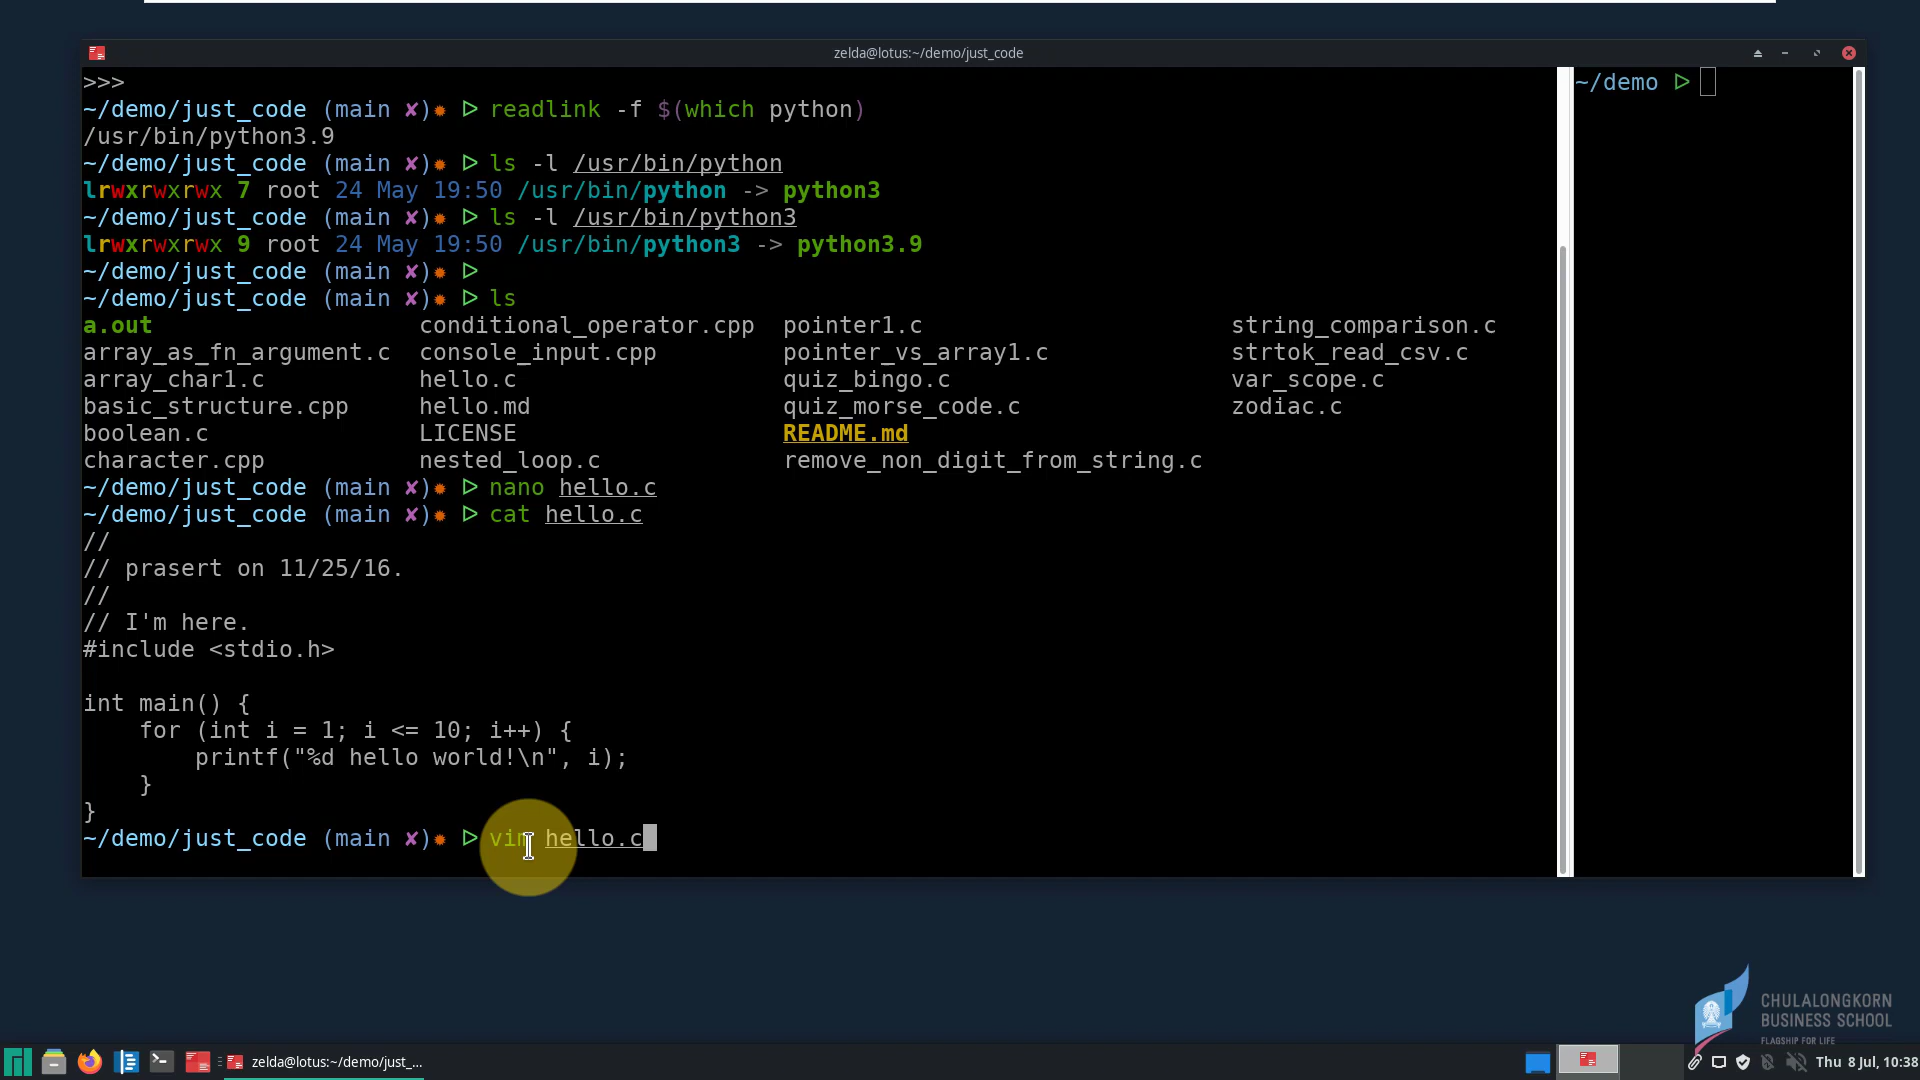 zelda@lotus:~/demo/just_code
>>>
~/demo/just_code (main ✘)✹ ▷ readlink -f $(which python)
/usr/bin/python3.9
~/demo/just_code (main ✘)✹ ▷ ls -l /usr/bin/python
lrwxrwxrwx 7 root 24 May 19:50 /usr/bin/python -> python3
~/demo/just_code (main ✘)✹ ▷ ls -l /usr/bin/python3
lrwxrwxrwx 9 root 24 May 19:50 /usr/bin/python3 -> python3.9
~/demo/just_code (main ✘)✹ ▷
~/demo/just_code (main ✘)✹ ▷ ls
a.out conditional_operator.cpp pointer1.c string_comparison.c
array_as_fn_argument.c console_input.cpp pointer_vs_array1.c strtok_read_csv.c
array_char1.c hello.c quiz_bingo.c var_scope.c
basic_structure.cpp hello.md quiz_morse_code.c zodiac.c
boolean.c LICENSE README.md
character.cpp nested_loop.c remove_non_digit_from_string.c
~/demo/just_code (main ✘)✹ ▷ nano hello.c
~/demo/just_code (main ✘)✹ ▷ cat hello.c
//
// prasert on 11/25/16.
//
// I'm here.
#include <stdio.h>
int main() {
    for (int i = 1; i <= 10; i++) {
        printf("%d hello world!\n", i);
    }
}
~/demo/just_code (main ✘)✹ ▷ vim hello.c
~/demo ▷
CHULALONGKORN
BUSINESS SCHOOL
FLAGSHIP FOR LIFE
zelda@lotus:~/demo/just_...
Thu 8 Jul, 10:38